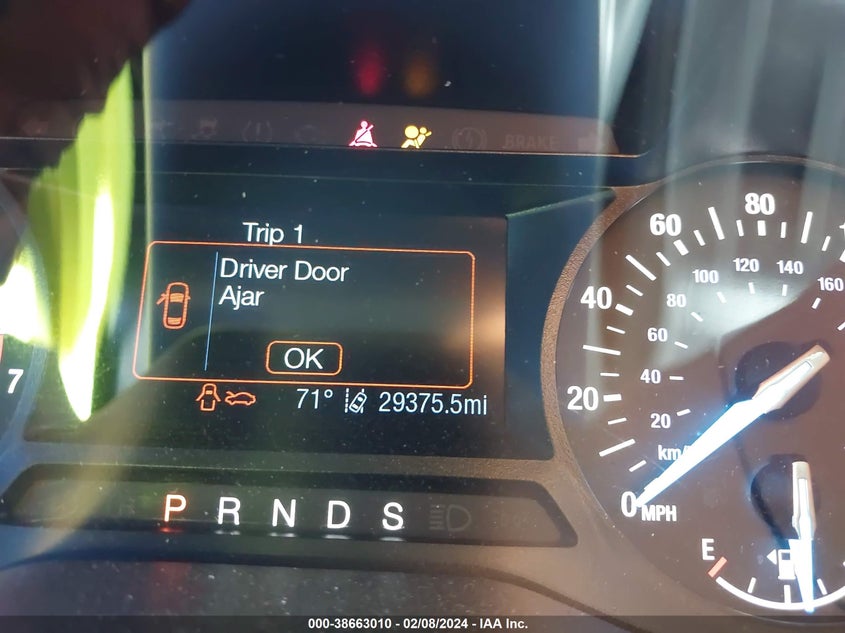 BRAKE
Trip 1
Driver Door
Ajar
OK
71° 29375.5mi
P R N D S
7
0 20 40 60 80
MPH
20 40 60 80 100 120 140 160
km/
E
000-38663010 - 02/08/2024 - IAA Inc.